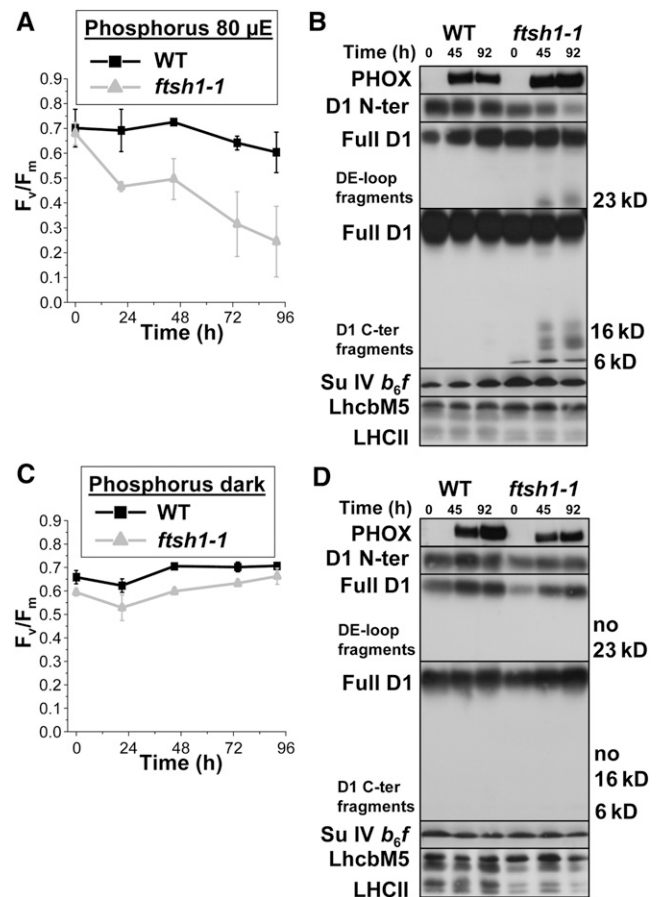 A
Phosphorus 80 µE
WT
ftsh1-1
Fv/Fm
0.9
0.8
0.7
0.6
0.5
0.4
0.3
0.2
0.1
0.0
0 24 48 72 96
Time (h)
B
WT ftsh1-1
Time (h) 0 45 92 0 45 92
PHOX
D1 N-ter
Full D1
DE-loop
fragments
23 kD
Full D1
D1 C-ter
fragments
16 kD
6 kD
Su IV b6f
LhcbM5
LHCII
C
Phosphorus dark
WT
ftsh1-1
Fv/Fm
0.9
0.8
0.7
0.6
0.5
0.4
0.3
0.2
0.1
0.0
0 24 48 72 96
Time (h)
D
WT ftsh1-1
Time (h) 0 45 92 0 45 92
PHOX
D1 N-ter
Full D1
DE-loop
fragments
no
23 kD
Full D1
D1 C-ter
fragments
no
16 kD
6 kD
Su IV b6f
LhcbM5
LHCII